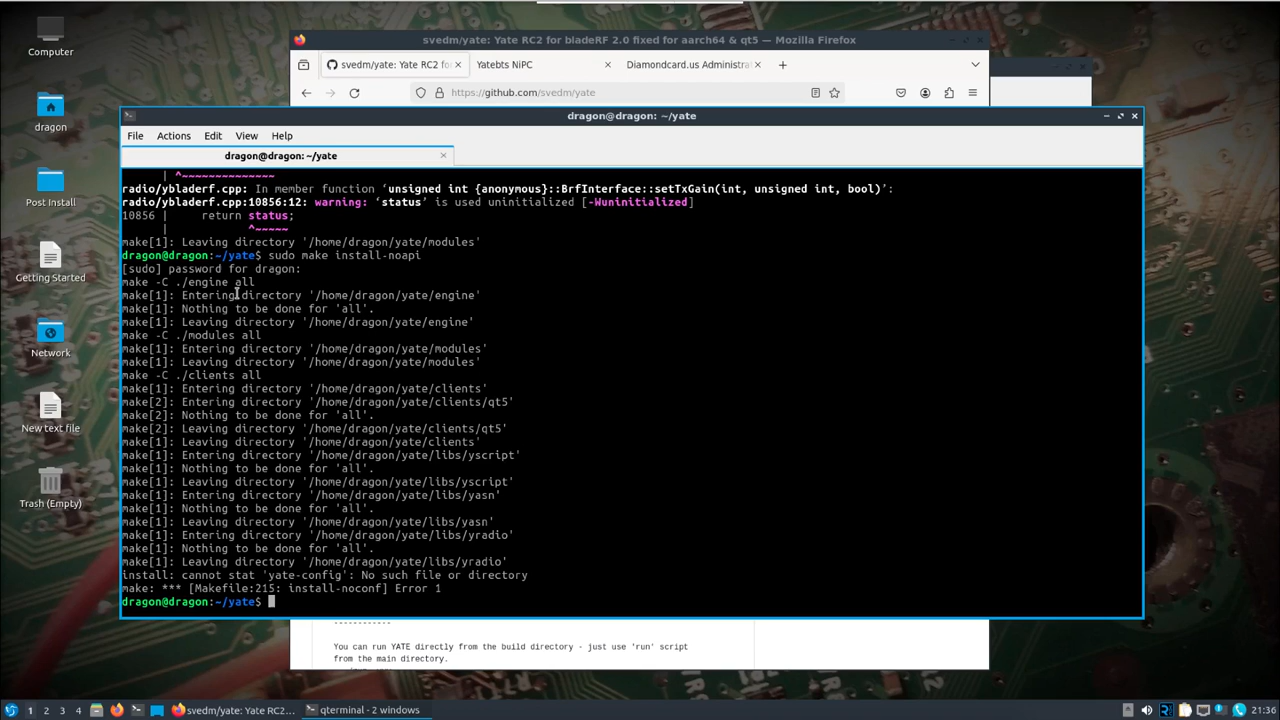 Computer
dragon
Post Install
Getting Started
Network
New text file
Trash (Empty)
svedm/yate: Yate RC2 for bladeRF 2.0 fixed for aarch64 & qt5 — Mozilla Firefox
svedm/yate: Yate RC2 for
Yatebts NiPC
Diamondcard.us Administra
https://github.com/svedm/yate
dragon@dragon: ~/yate
File Actions Edit View Help
dragon@dragon: ~/yate
| ^~~~~~~~~~~~~~~
radio/ybladerf.cpp: In member function ‘unsigned int {anonymous}::BrfInterface::setTxGain(int, unsigned int, bool)’:
radio/ybladerf.cpp:10856:12: warning: ‘status’ is used uninitialized [-Wuninitialized]
10856 |     return status;
      |            ^~~~~~
make[1]: Leaving directory '/home/dragon/yate/modules'
dragon@dragon:~/yate$ sudo make install-noapi
[sudo] password for dragon:
make -C ./engine all
make[1]: Entering directory '/home/dragon/yate/engine'
make[1]: Nothing to be done for 'all'.
make[1]: Leaving directory '/home/dragon/yate/engine'
make -C ./modules all
make[1]: Entering directory '/home/dragon/yate/modules'
make[1]: Leaving directory '/home/dragon/yate/modules'
make -C ./clients all
make[1]: Entering directory '/home/dragon/yate/clients'
make[2]: Entering directory '/home/dragon/yate/clients/qt5'
make[2]: Nothing to be done for 'all'.
make[2]: Leaving directory '/home/dragon/yate/clients/qt5'
make[1]: Leaving directory '/home/dragon/yate/clients'
make[1]: Entering directory '/home/dragon/yate/libs/yscript'
make[1]: Nothing to be done for 'all'.
make[1]: Leaving directory '/home/dragon/yate/libs/yscript'
make[1]: Entering directory '/home/dragon/yate/libs/yasn'
make[1]: Nothing to be done for 'all'.
make[1]: Leaving directory '/home/dragon/yate/libs/yasn'
make[1]: Entering directory '/home/dragon/yate/libs/yradio'
make[1]: Nothing to be done for 'all'.
make[1]: Leaving directory '/home/dragon/yate/libs/yradio'
install: cannot stat 'yate-config': No such file or directory
make: *** [Makefile:215: install-noconf] Error 1
dragon@dragon:~/yate$
------------
You can run YATE directly from the build directory - just use 'run' script
from the main directory.
1 2 3 4
svedm/yate: Yate RC2...
qterminal - 2 windows
21:36